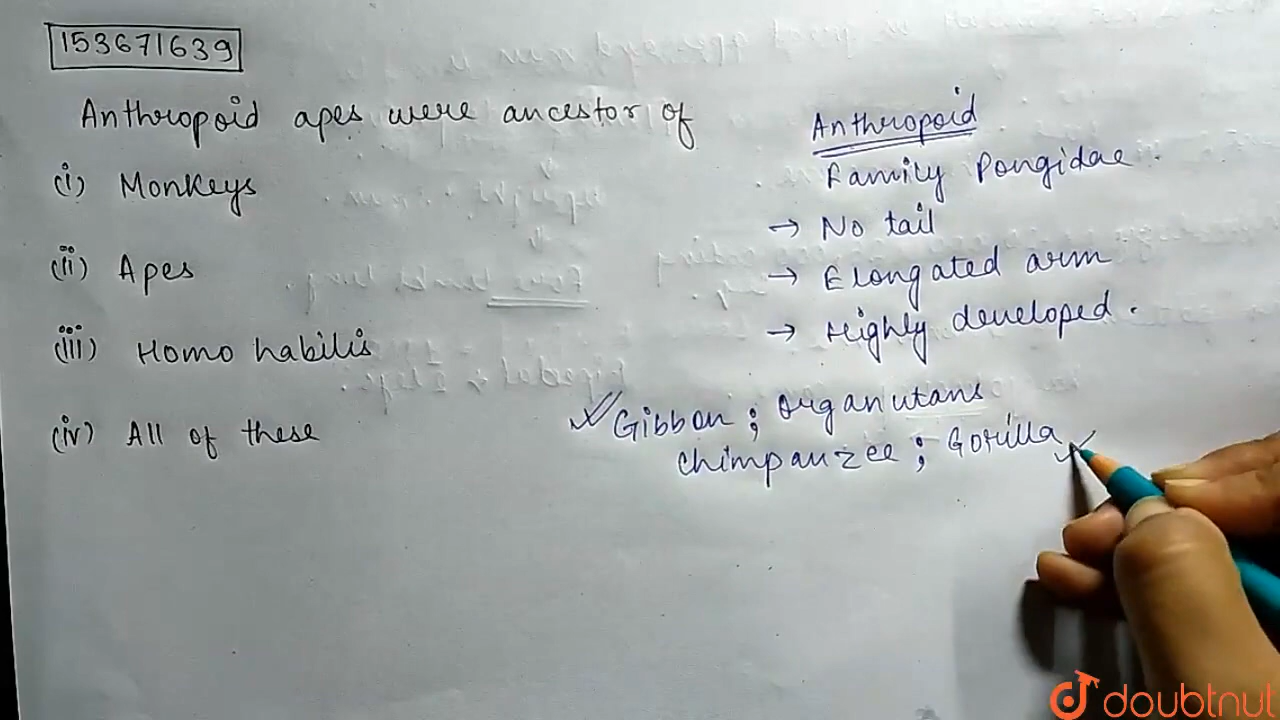 153671639
Anthropoid apes were ancestor of
(i) Monkeys
(ii) Apes
(iii) Homo habilis
(iv) All of these
Anthropoid
Family Pongidae.
→ No tail
→ Elongated arm
→ Highly developed.
Gibbon; Organutans
Chimpanzee; Gorilla
doubtnut